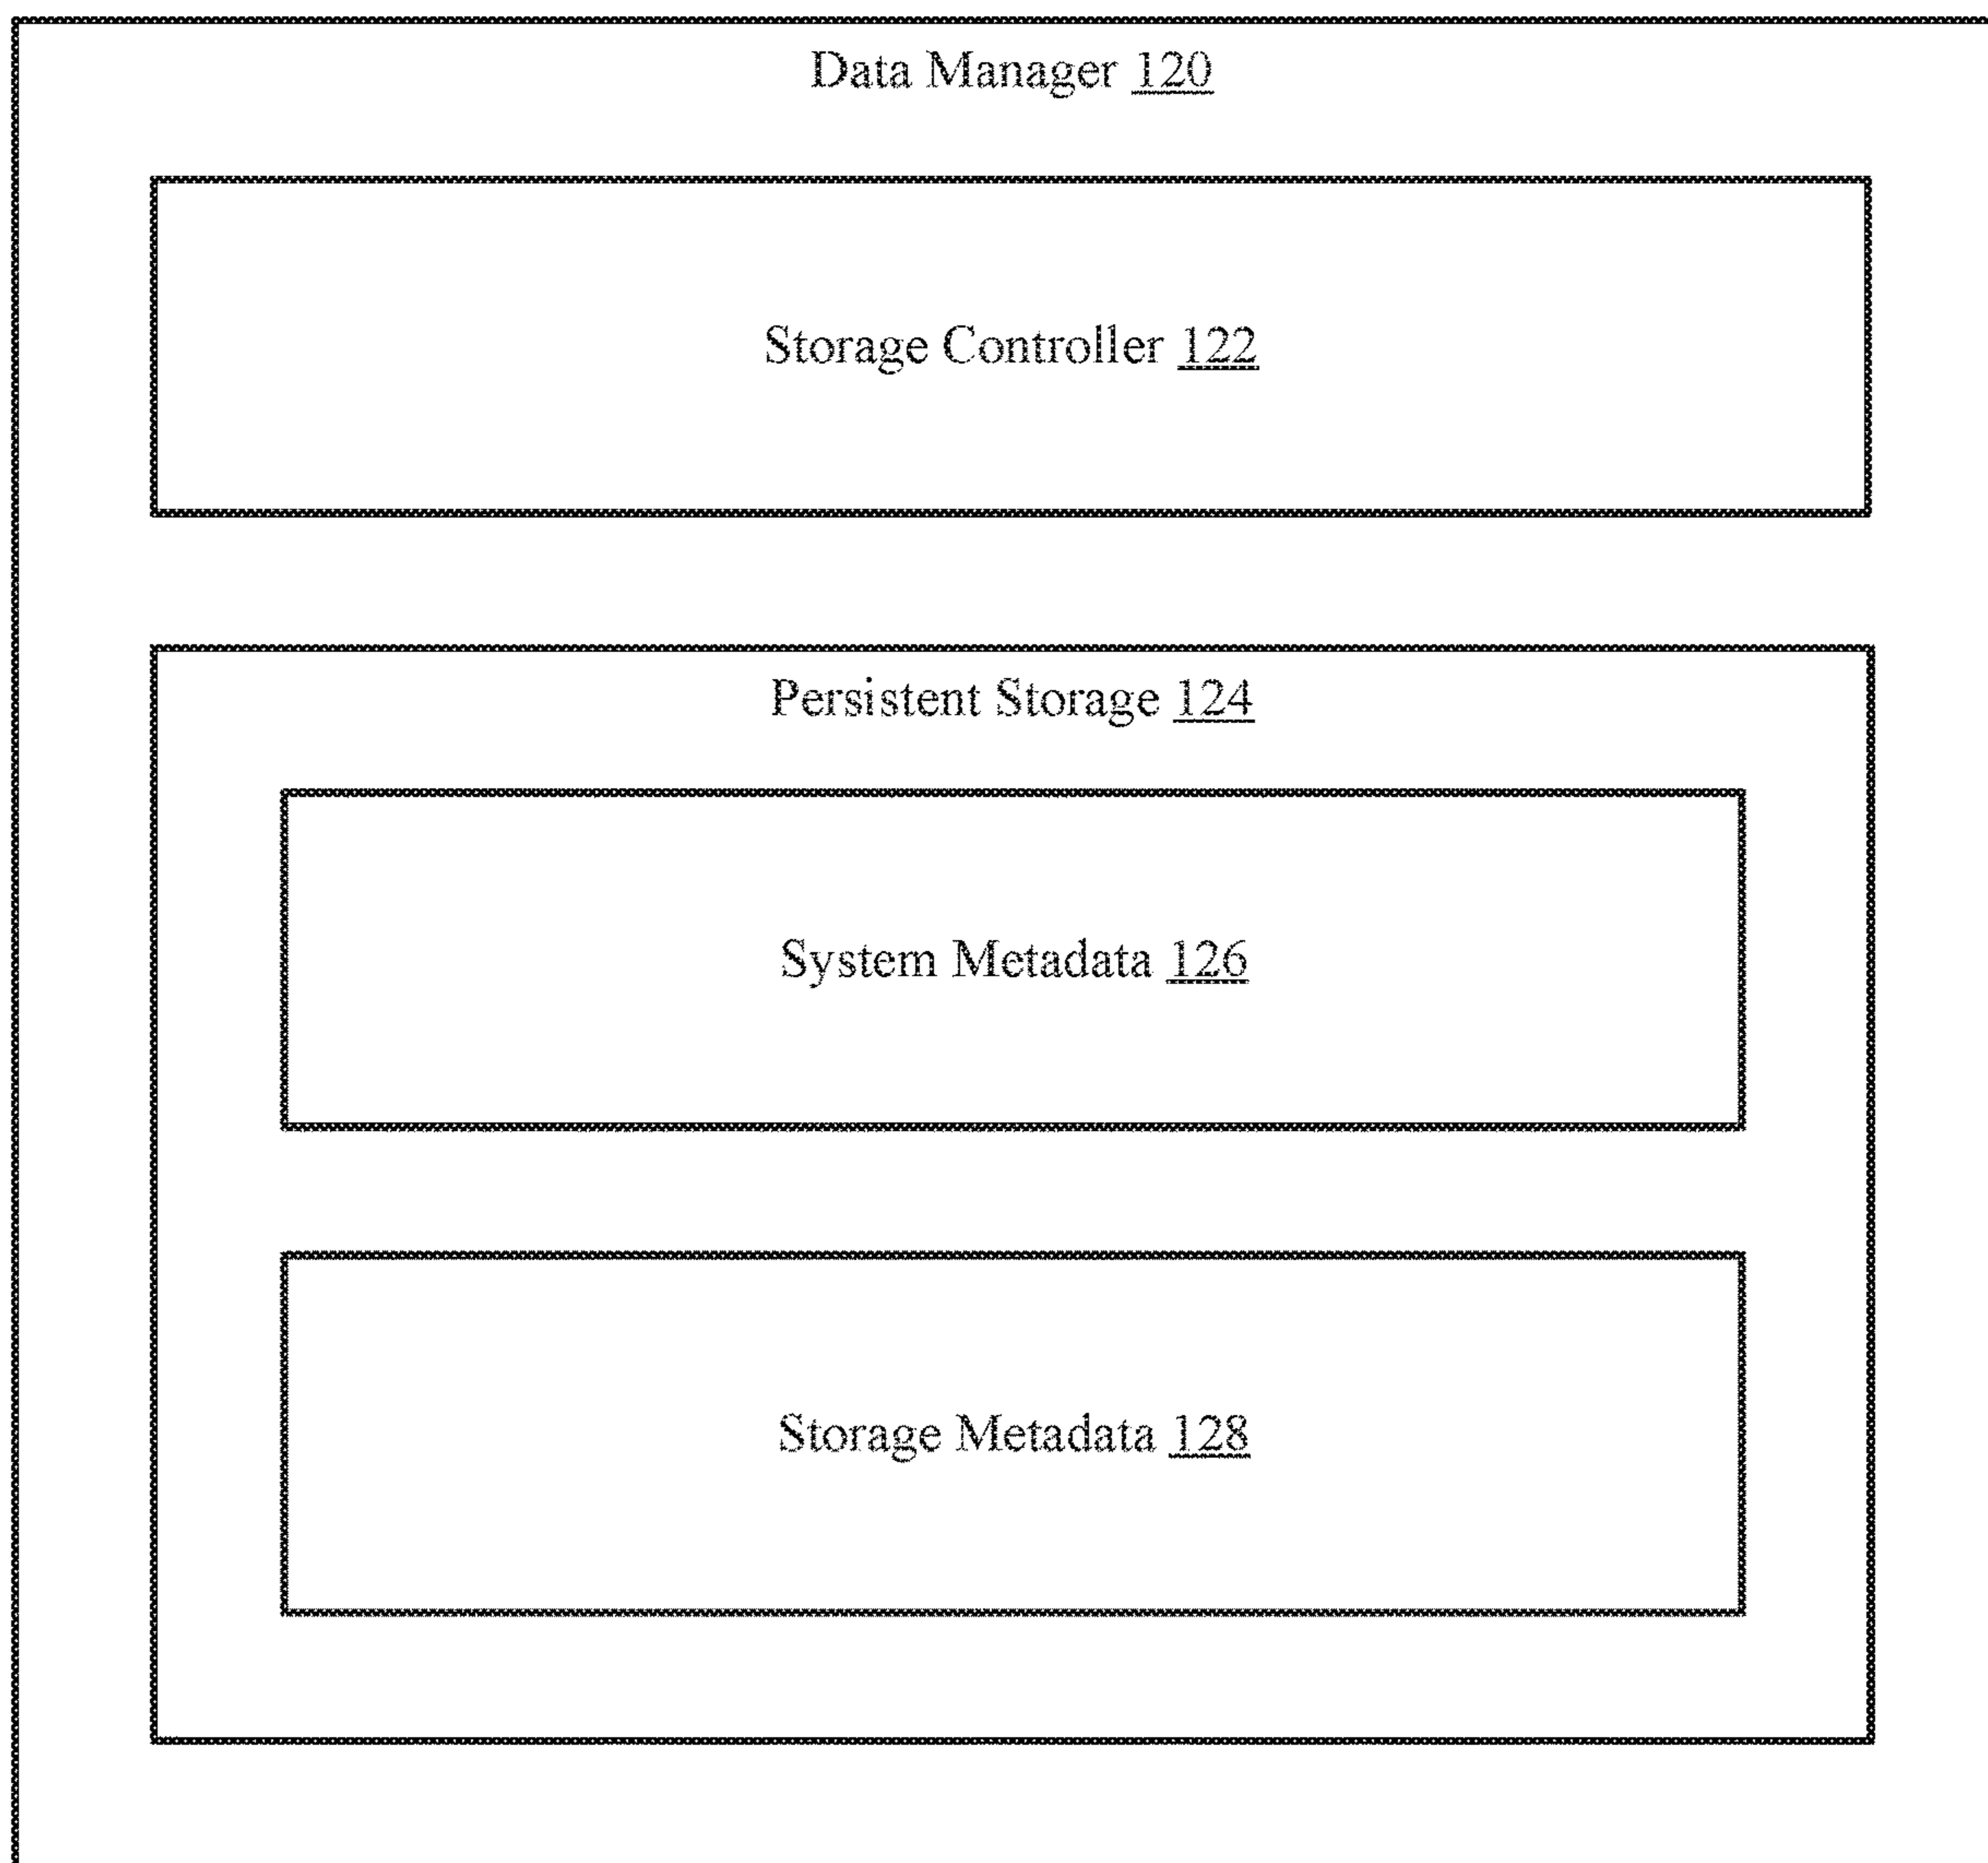 Data Manager 120
Storage Controller 122
Persistent Storage 124
System Metadata 126
Storage Metadata 128